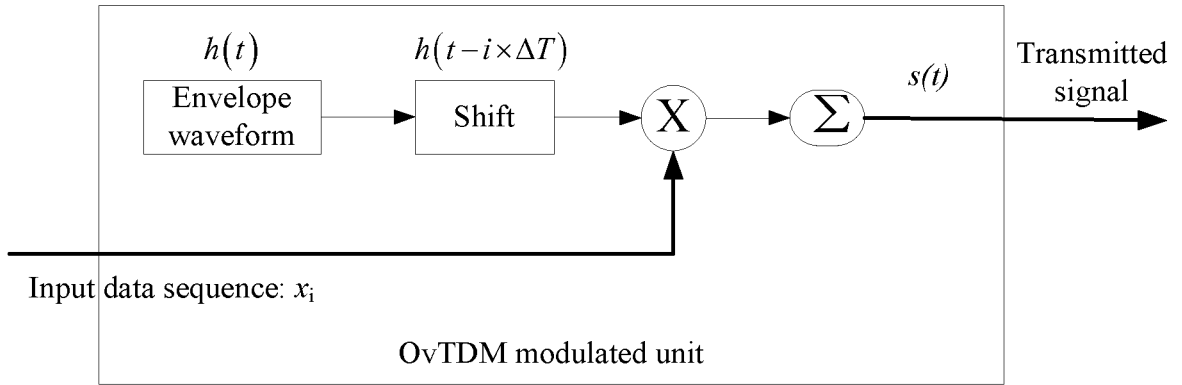 h(t)
h(t−i×ΔT)
Envelope
waveform
Shift
X
Σ
s(t)
Transmitted
signal
Input data sequence: xi
OvTDM modulated unit